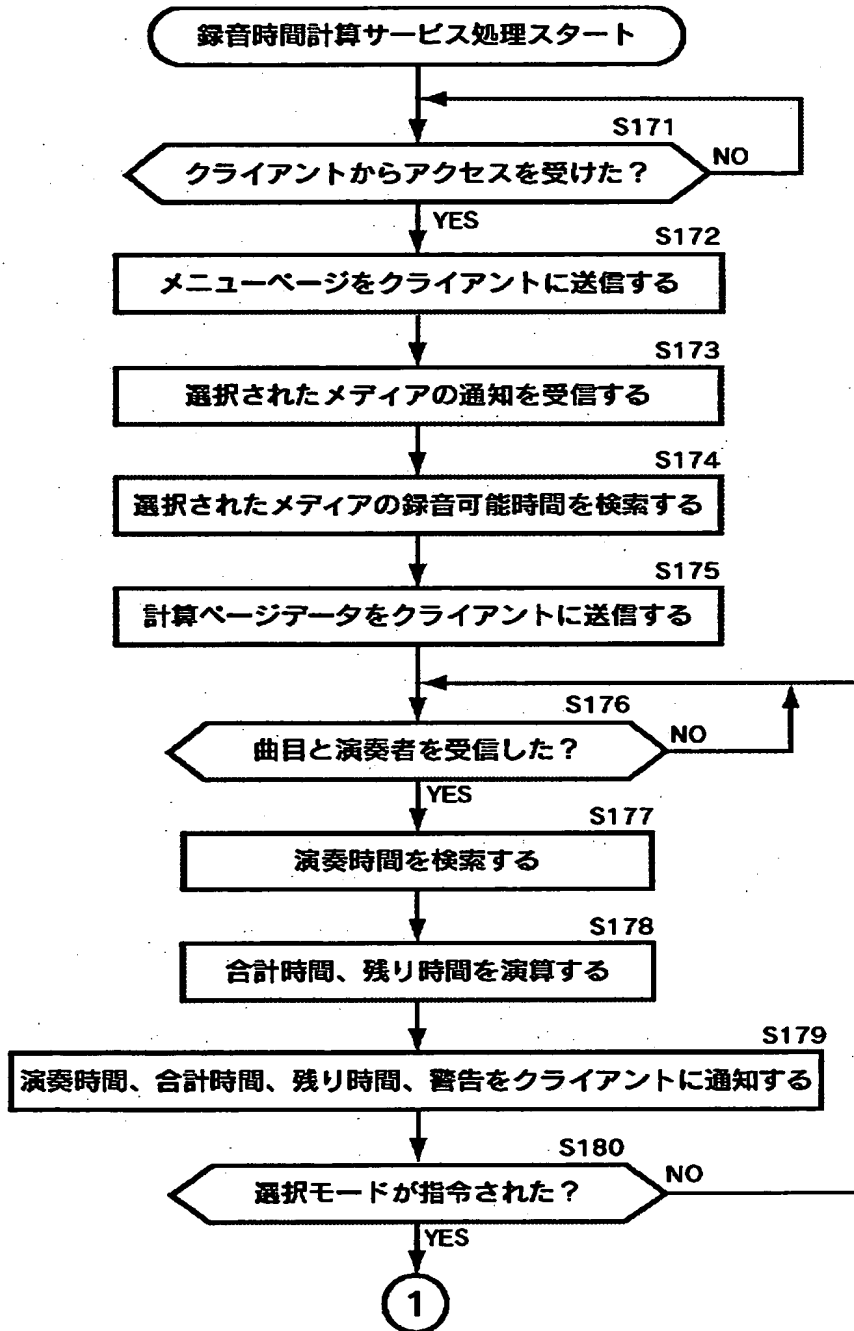 録音時間計算サービス処理スタート
S171
クライアントからアクセスを受けた？
NO
YES
S172
メニューページをクライアントに送信する
S173
選択されたメディアの通知を受信する
S174
選択されたメディアの録音可能時間を検索する
S175
計算ページデータをクライアントに送信する
S176
曲目と演奏者を受信した？
NO
YES
S177
演奏時間を検索する
S178
合計時間、残り時間を演算する
S179
演奏時間、合計時間、残り時間、警告をクライアントに通知する
S180
選択モードが指令された？
NO
YES
1